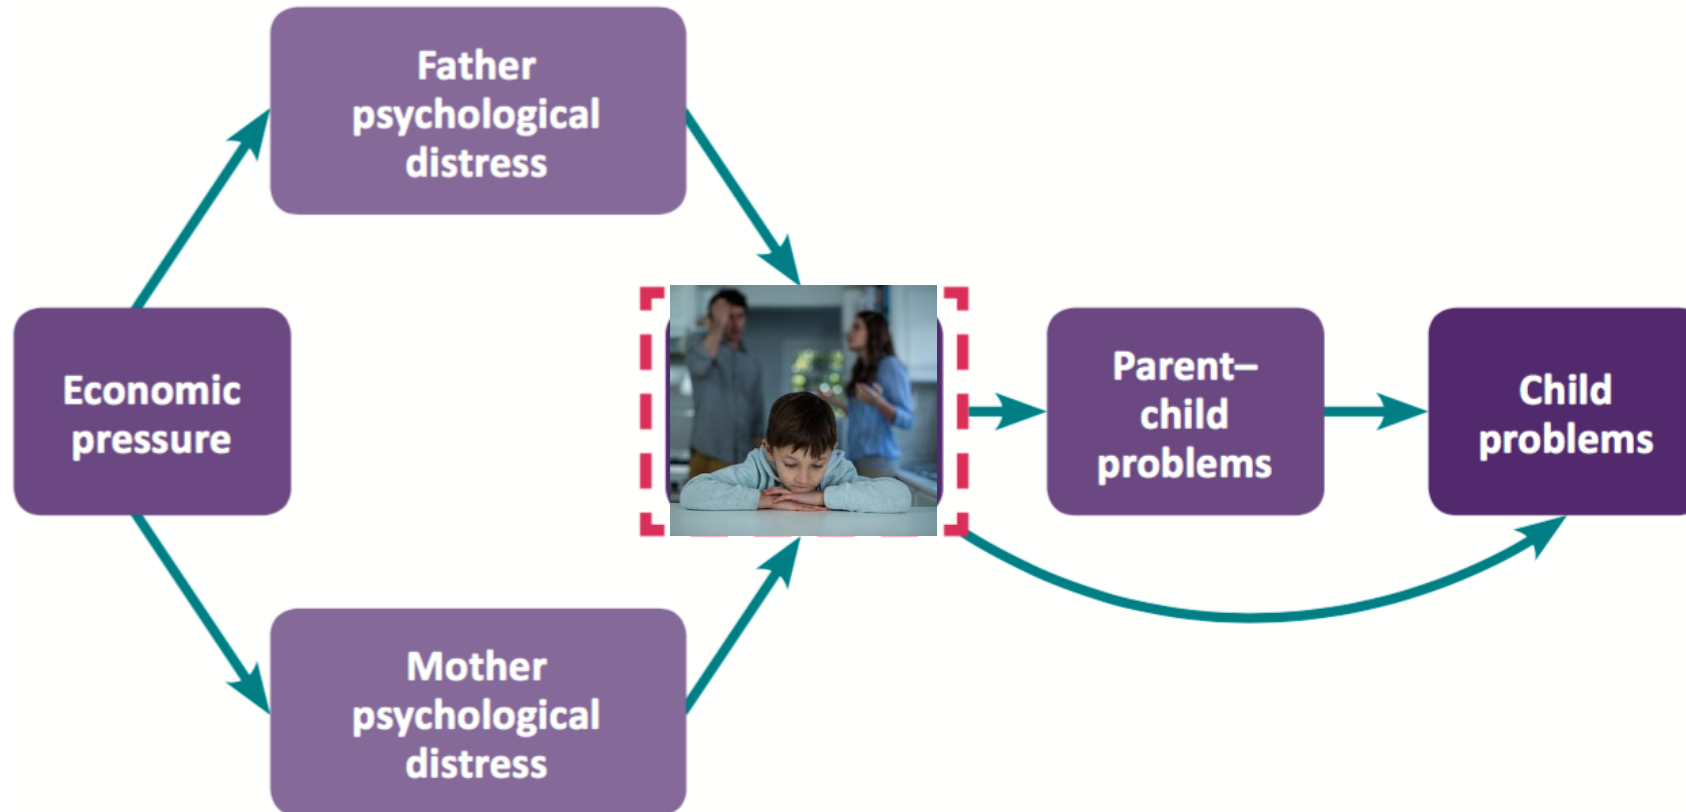 Father
psychological
distress
Economic
pressure
Parent–
child
problems
Child
problems
Mother
psychological
distress